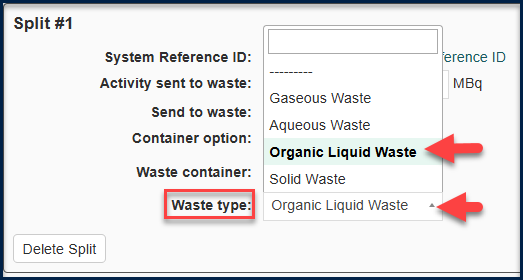 Split #1
System Reference ID:
ference ID
Activity sent to waste:
MBq
---------
Gaseous Waste
Send to waste:
Aqueous Waste
Container option:
Organic Liquid Waste
Waste container:
Solid Waste
Waste type:
Organic Liquid Waste
Delete Split